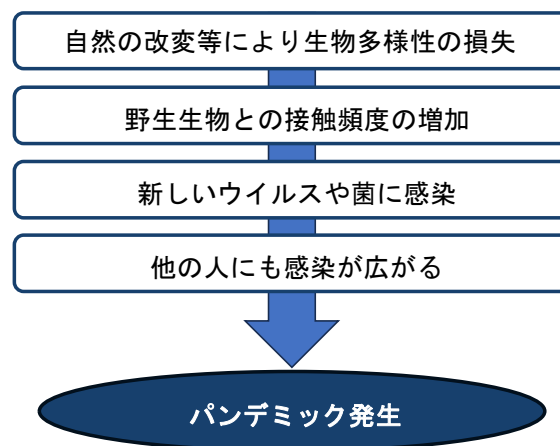 自然の改変等により生物多様性の損失
野生生物との接触頻度の増加
新しいウイルスや菌に感染
他の人にも感染が広がる
パンデミック発生